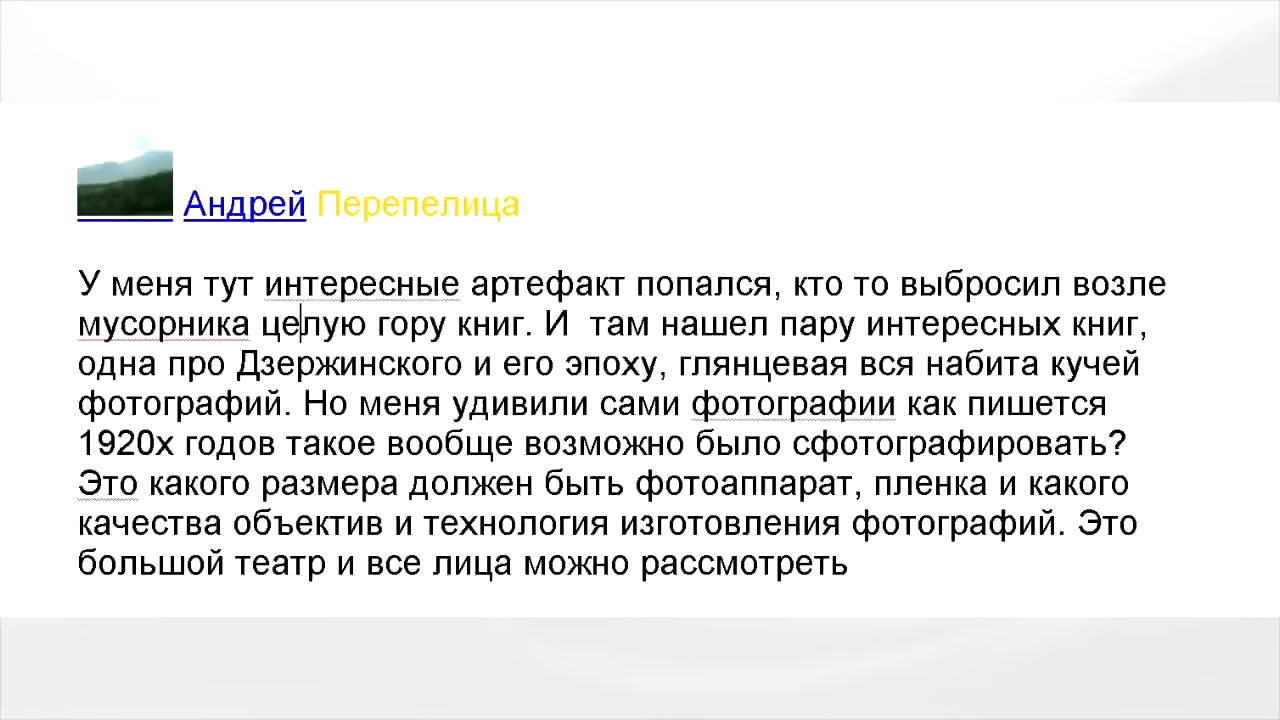 Андрей Перепелица
У меня тут интересные артефакт попался, кто то выбросил возле
мусорника целую гору книг. И  там нашел пару интересных книг,
одна про Дзержинского и его эпоху, глянцевая вся набита кучей
фотографий. Но меня удивили сами фотографии как пишется
1920х годов такое вообще возможно было сфотографировать?
Это какого размера должен быть фотоаппарат, пленка и какого
качества объектив и технология изготовления фотографий. Это
большой театр и все лица можно рассмотреть